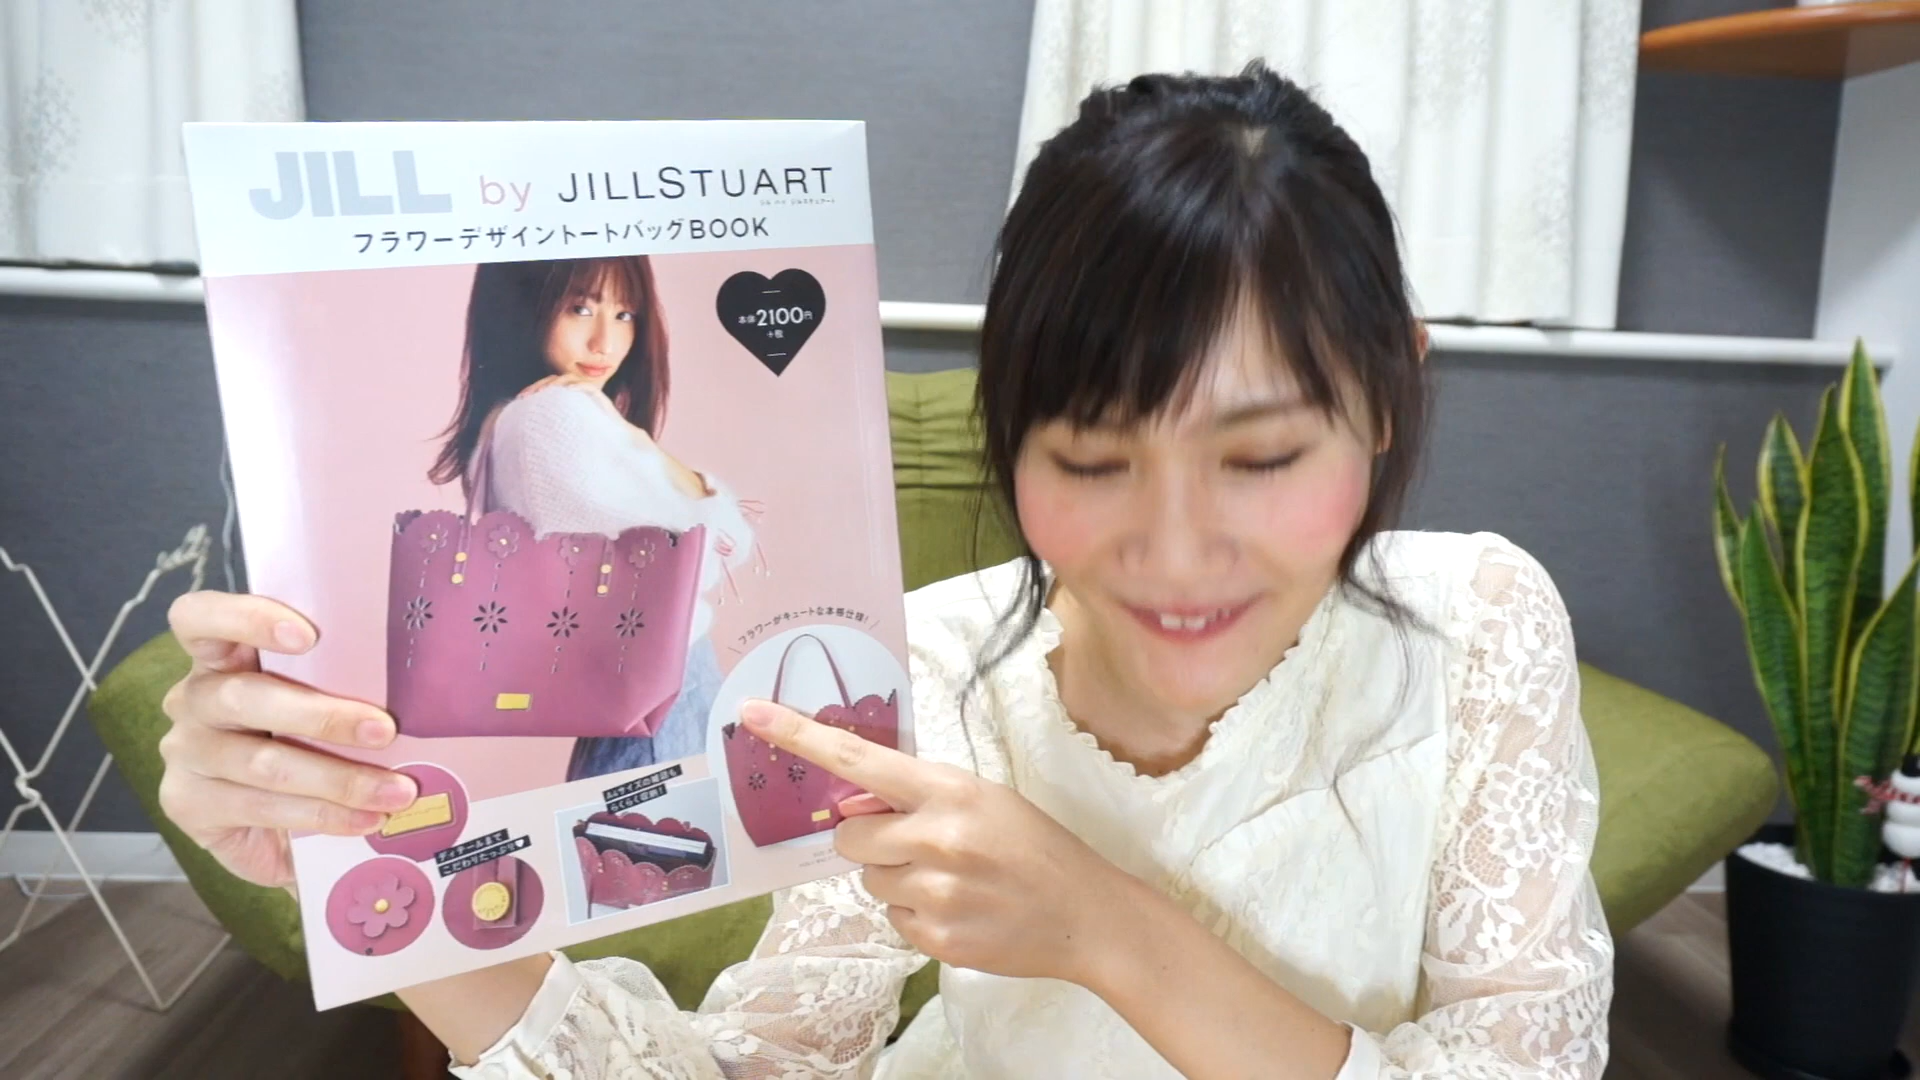 JILL by JILLSTUART
ジル バイ ジルスチュアート
フラワーデザイントートバッグBOOK
本体2100円
+税
フラワーがキュートな本格仕様!
A4サイズの雑誌も
らくらく収納!
ディテールまで
こだわりたっぷり♥